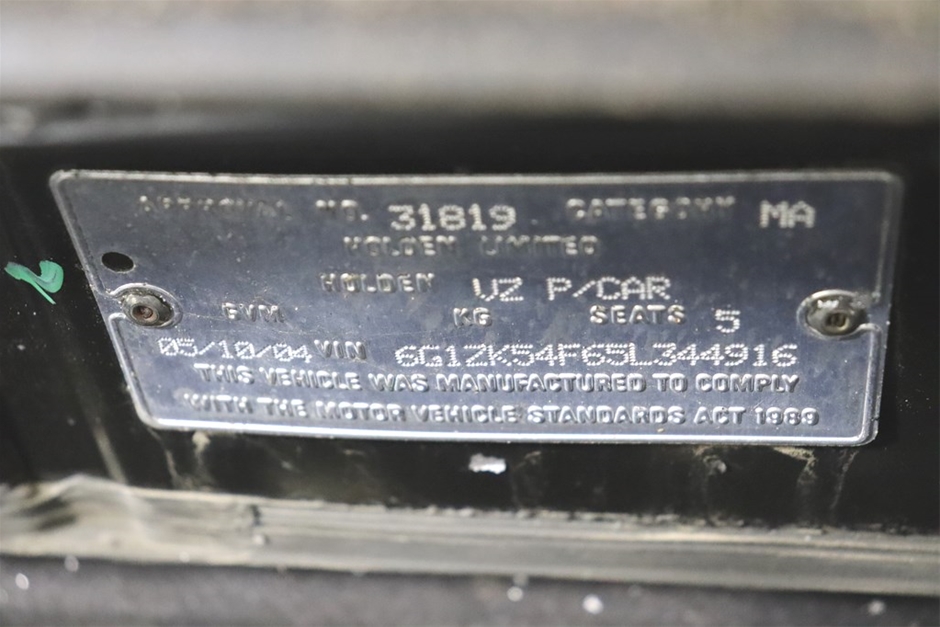 APPROVAL NO. 31819 CATEGORY MA
HOLDEN LIMITED
HOLDEN VZ P/CAR
GVM KG SEATS 5
05/10/04 VIN 6G1ZK54F65L344916
THIS VEHICLE WAS MANUFACTURED TO COMPLY
WITH THE MOTOR VEHICLE STANDARDS ACT 1989